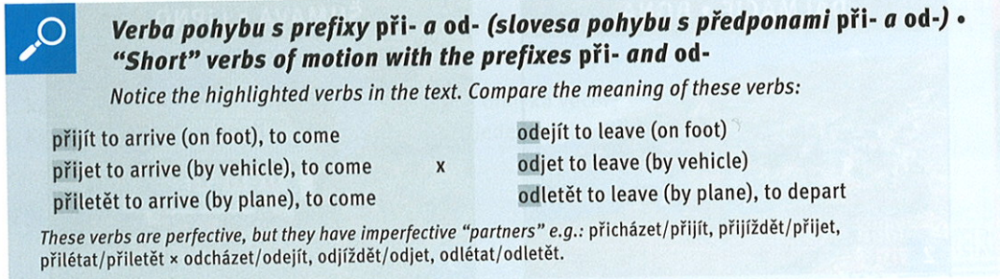 Verba pohybu s prefixy při- a od- (slovesa pohybu s předponami při- a od-) •
“Short” verbs of motion with the prefixes při- and od-
Notice the highlighted verbs in the text. Compare the meaning of these verbs:
přijít to arrive (on foot), to come odejít to leave (on foot)
přijet to arrive (by vehicle), to come x odjet to leave (by vehicle)
přiletět to arrive (by plane), to come odletět to leave (by plane), to depart
These verbs are perfective, but they have imperfective “partners” e.g.: přicházet/přijít, přijíždět/přijet,
přilétat/přiletět × odcházet/odejít, odjíždět/odjet, odlétat/odletět.